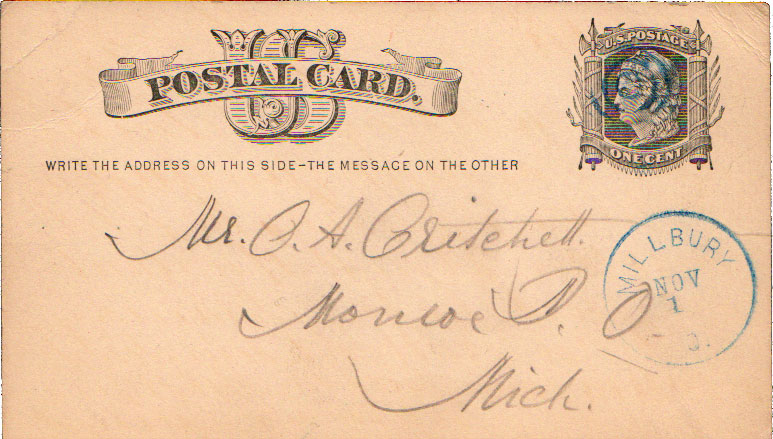 US
POSTAL CARD.
U.S. POSTAGE
ONE CENT
WRITE THE ADDRESS ON THIS SIDE–THE MESSAGE ON THE OTHER
Mr. C. A. Critchett.
Monroe P. O
Mich.
MILLBURY
NOV
1
O.